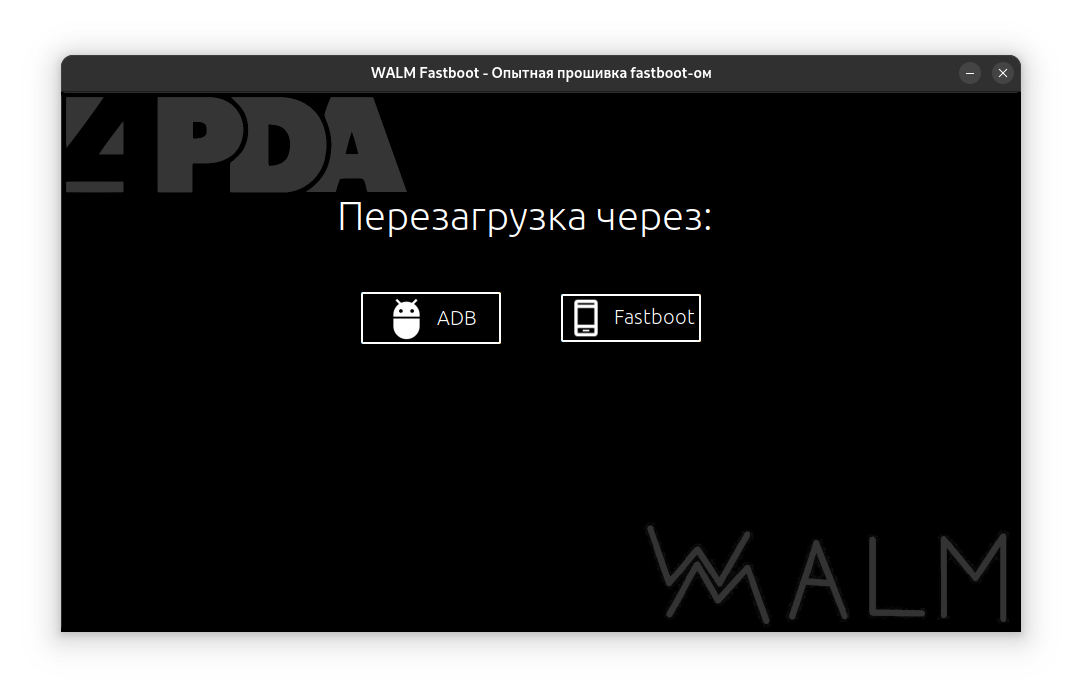 WALM Fastboot - Опытная прошивка fastboot-ом
4PDA
Перезагрузка через:
ADB
Fastboot
WALM